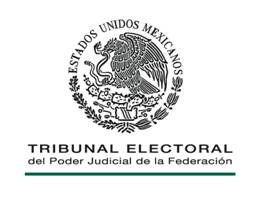 ESTADOS UNIDOS MEXICANOS
TRIBUNAL ELECTORAL
del Poder Judicial de la Federación